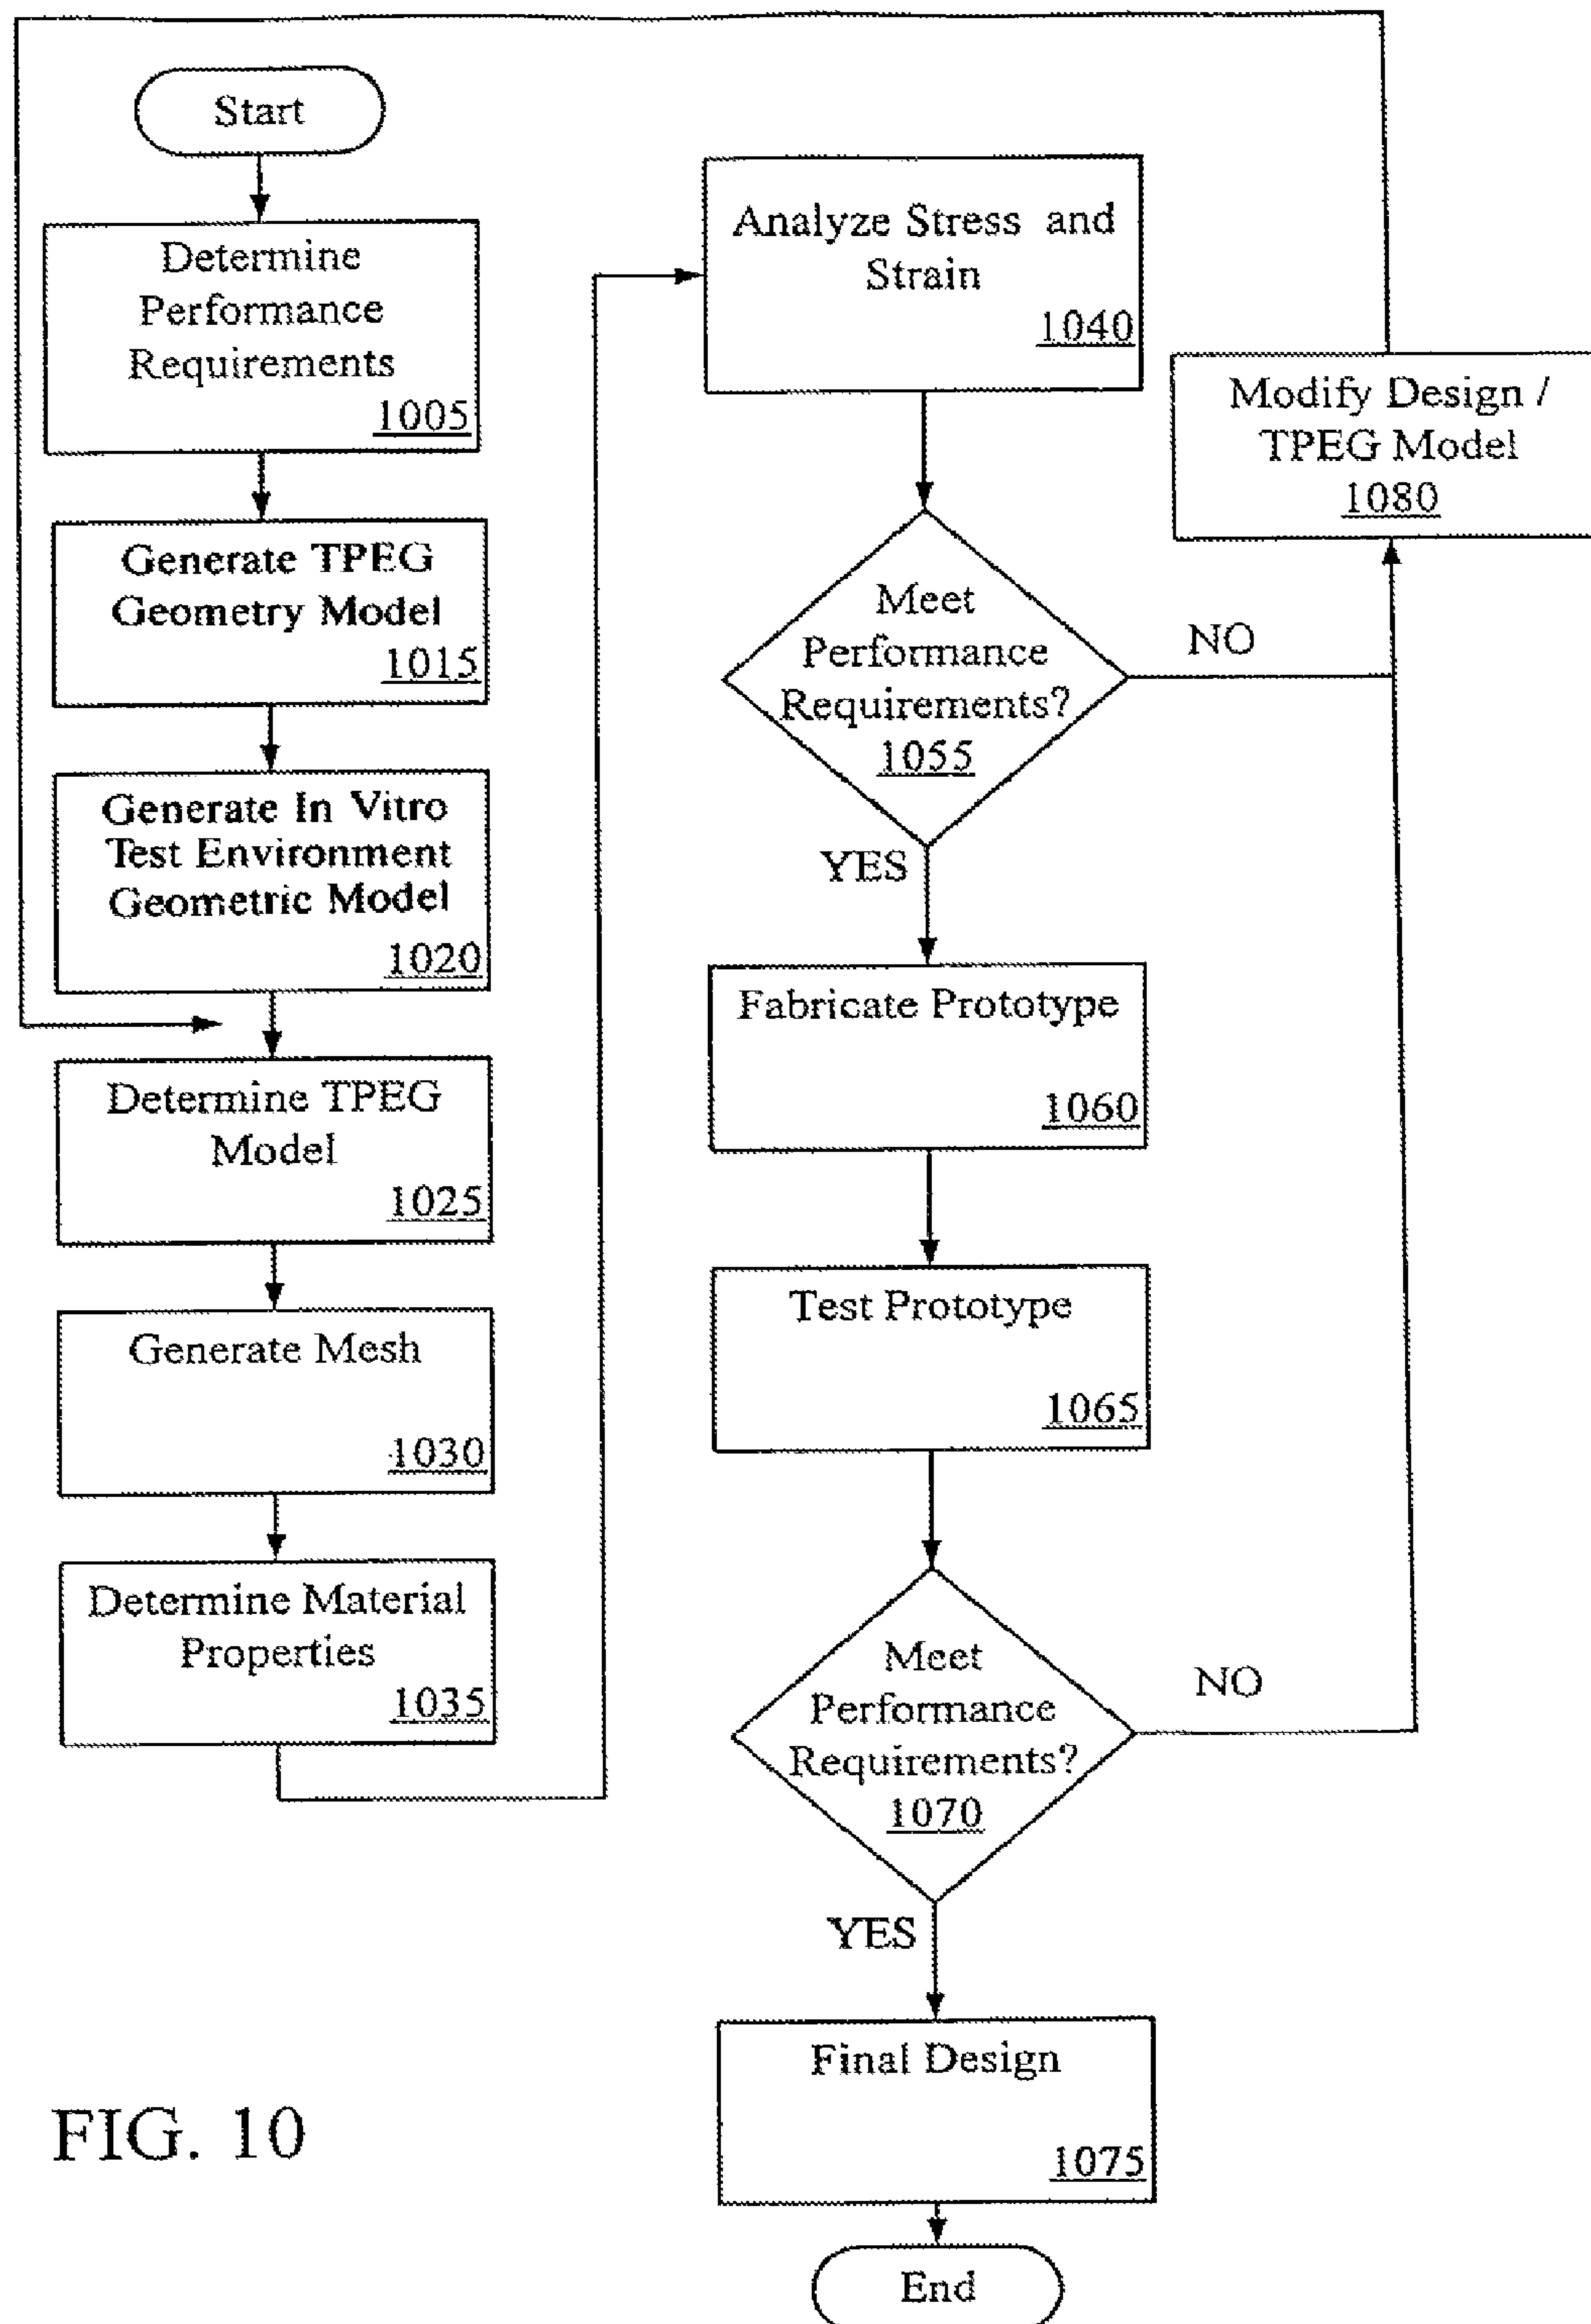 Start
Determine
Performance
Requirements
1005
Generate TPEG
Geometry Model
1015
Generate In Vitro
Test Environment
Geometric Model
1020
Determine TPEG
Model
1025
Generate Mesh
1030
Determine Material
Properties
1035
Analyze Stress and
Strain
1040
Meet
Performance
Requirements?
1055
NO
YES
Modify Design /
TPEG Model
1080
Fabricate Prototype
1060
Test Prototype
1065
Meet
Performance
Requirements?
1070
NO
YES
Final Design
1075
End
FIG. 10